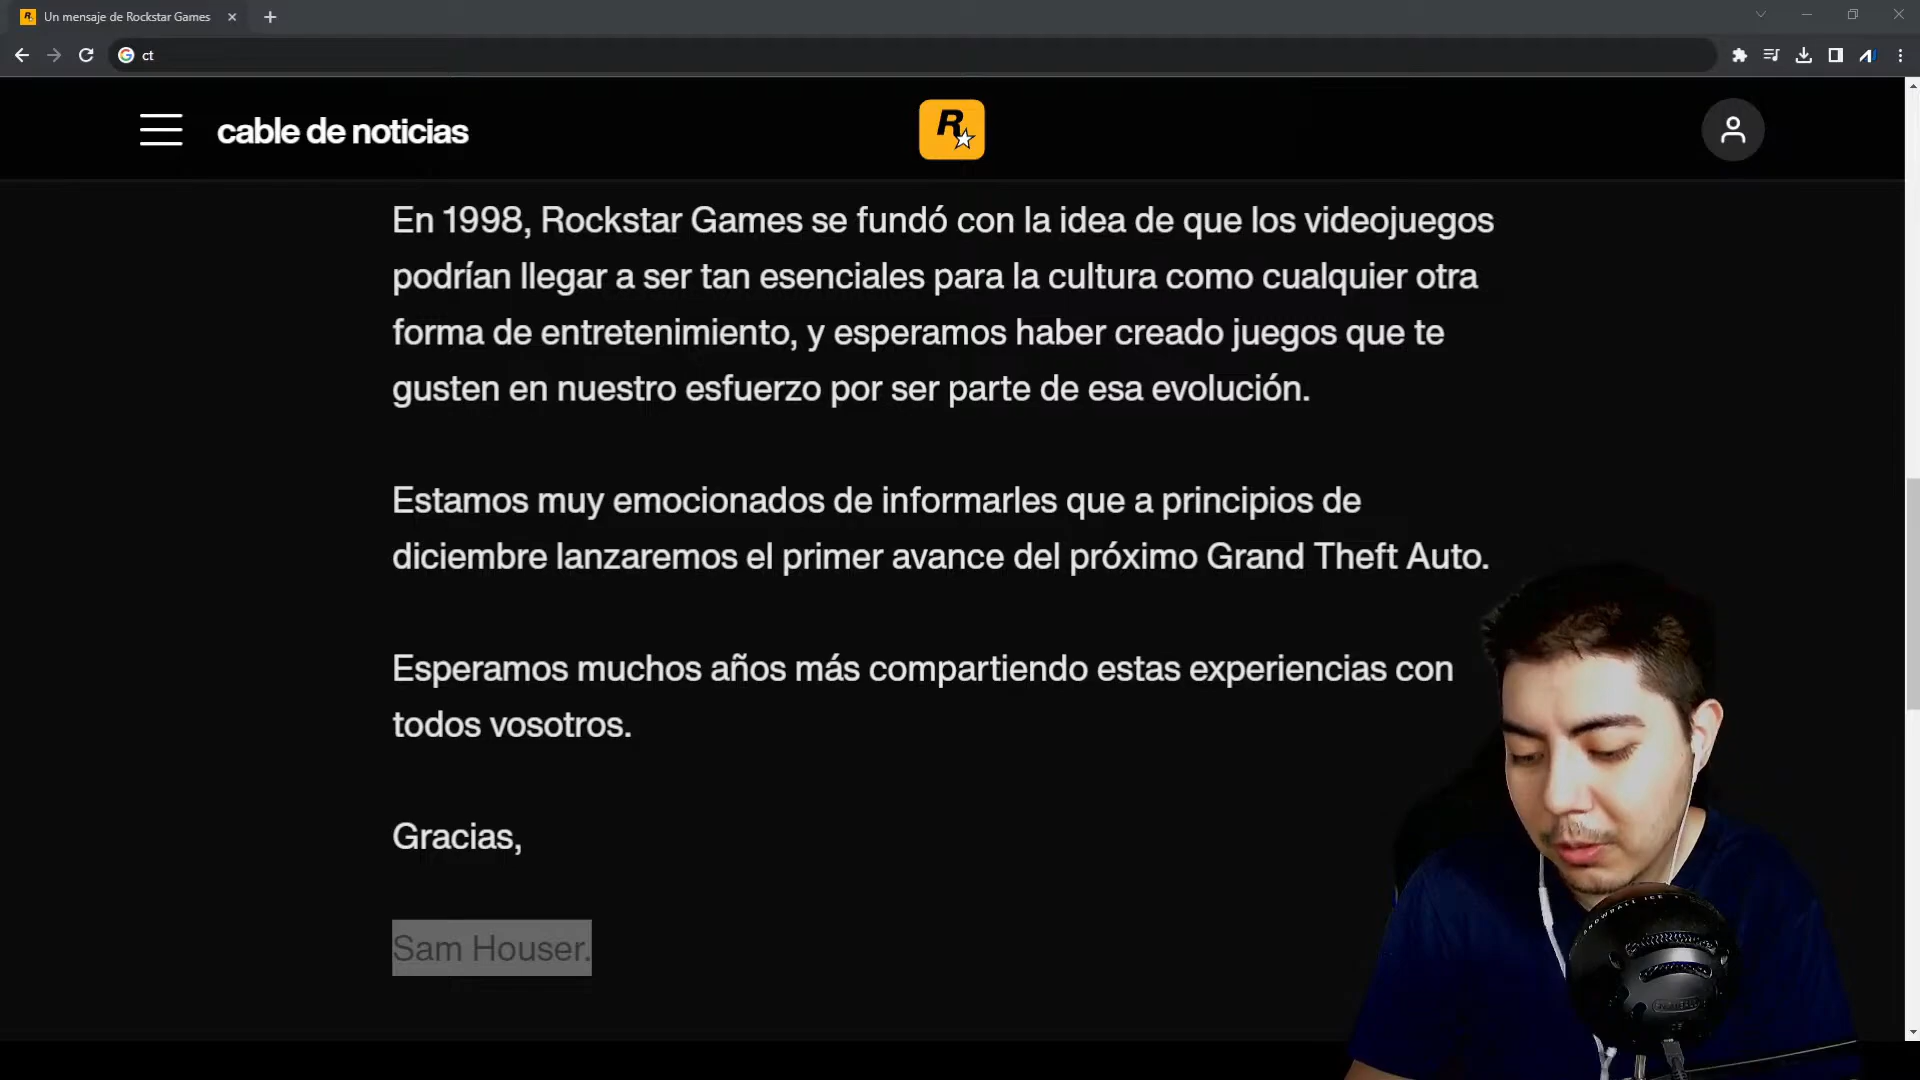 Un mensaje de Rockstar Games
ct
cable de noticias
R
En 1998, Rockstar Games se fundó con la idea de que los videojuegos
podrían llegar a ser tan esenciales para la cultura como cualquier otra
forma de entretenimiento, y esperamos haber creado juegos que te
gusten en nuestro esfuerzo por ser parte de esa evolución.
Estamos muy emocionados de informarles que a principios de
diciembre lanzaremos el primer avance del próximo Grand Theft Auto.
Esperamos muchos años más compartiendo estas experiencias con
todos vosotros.
Gracias,
Sam Houser.
SNOWBALL ICE